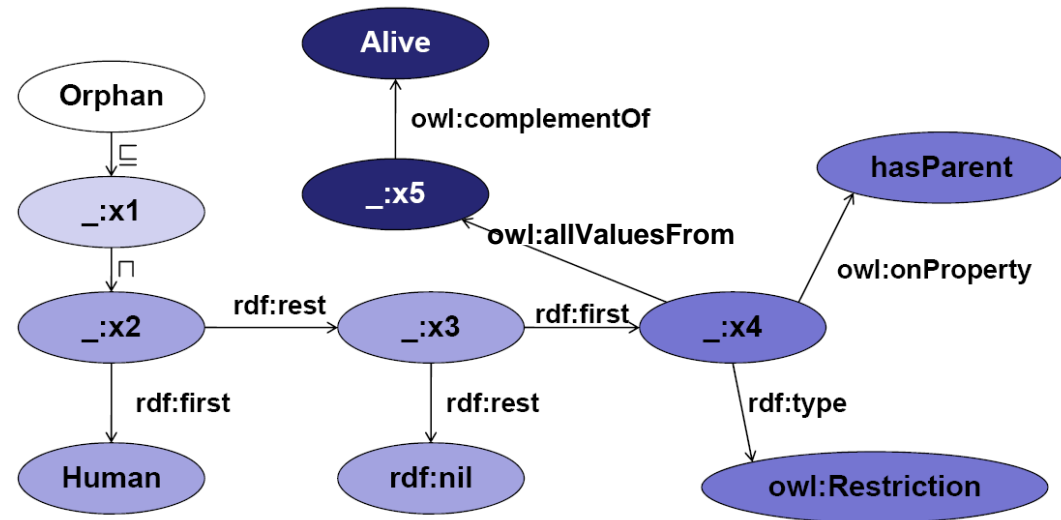 Alive
Orphan
owl:complementOf
⊑
hasParent
_:x5
_:x1
owl:allValuesFrom
owl:onProperty
⊓
rdf:rest
rdf:first
_:x2
_:x3
_:x4
rdf:first
rdf:rest
rdf:type
Human
rdf:nil
owl:Restriction